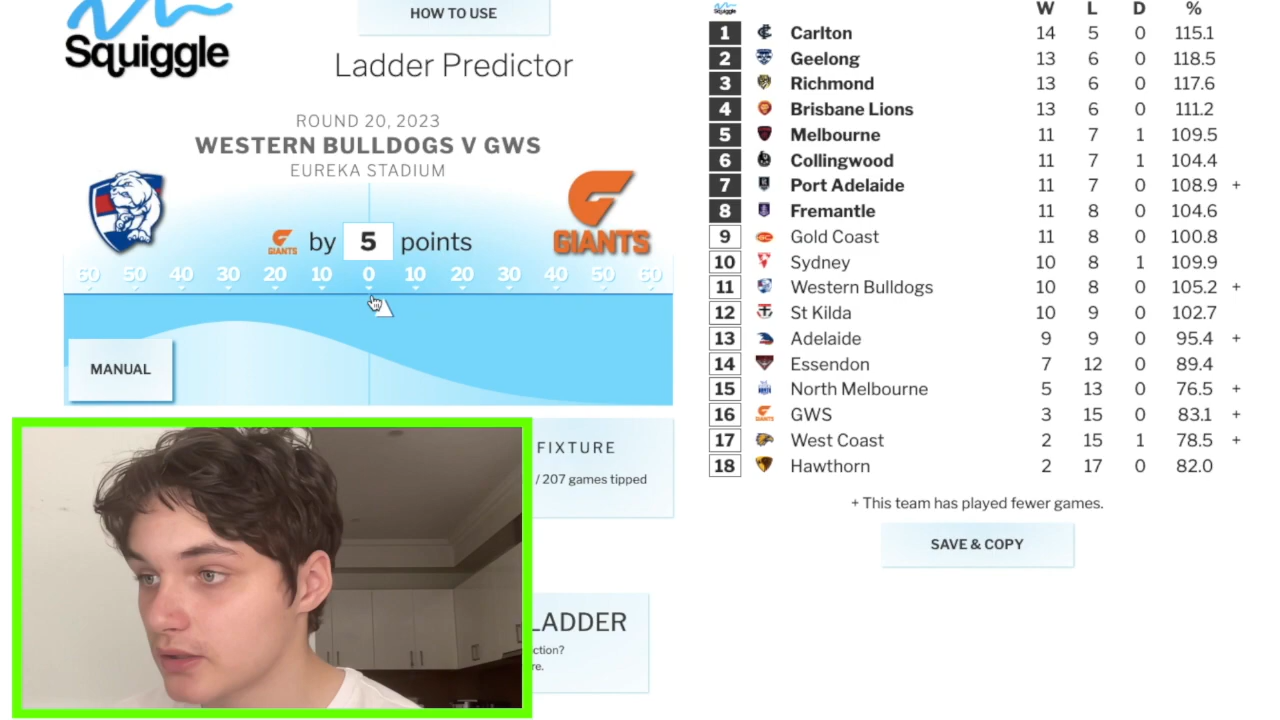 Squiggle
HOW TO USE
Ladder Predictor
ROUND 20, 2023
WESTERN BULLDOGS V GWS
EUREKA STADIUM
GIANTS
GIANTS by 5 points
60 50 40 30 20 10 0 10 20 30 40 50 60
MANUAL
FIXTURE
/ 207 games tipped
LADDER
ction?
re.
Squiggle W L D %
1 Carlton 14 5 0 115.1
2 Geelong 13 6 0 118.5
3 Richmond 13 6 0 117.6
4 Brisbane Lions 13 6 0 111.2
5 Melbourne 11 7 1 109.5
6 Collingwood 11 7 1 104.4
7 Port Adelaide 11 7 0 108.9 +
8 Fremantle 11 8 0 104.6
9 Gold Coast 11 8 0 100.8
10 Sydney 10 8 1 109.9
11 Western Bulldogs 10 8 0 105.2 +
12 St Kilda 10 9 0 102.7
13 Adelaide 9 9 0 95.4 +
14 Essendon 7 12 0 89.4
15 North Melbourne 5 13 0 76.5 +
16 GWS 3 15 0 83.1 +
17 West Coast 2 15 1 78.5 +
18 Hawthorn 2 17 0 82.0
+ This team has played fewer games.
SAVE & COPY